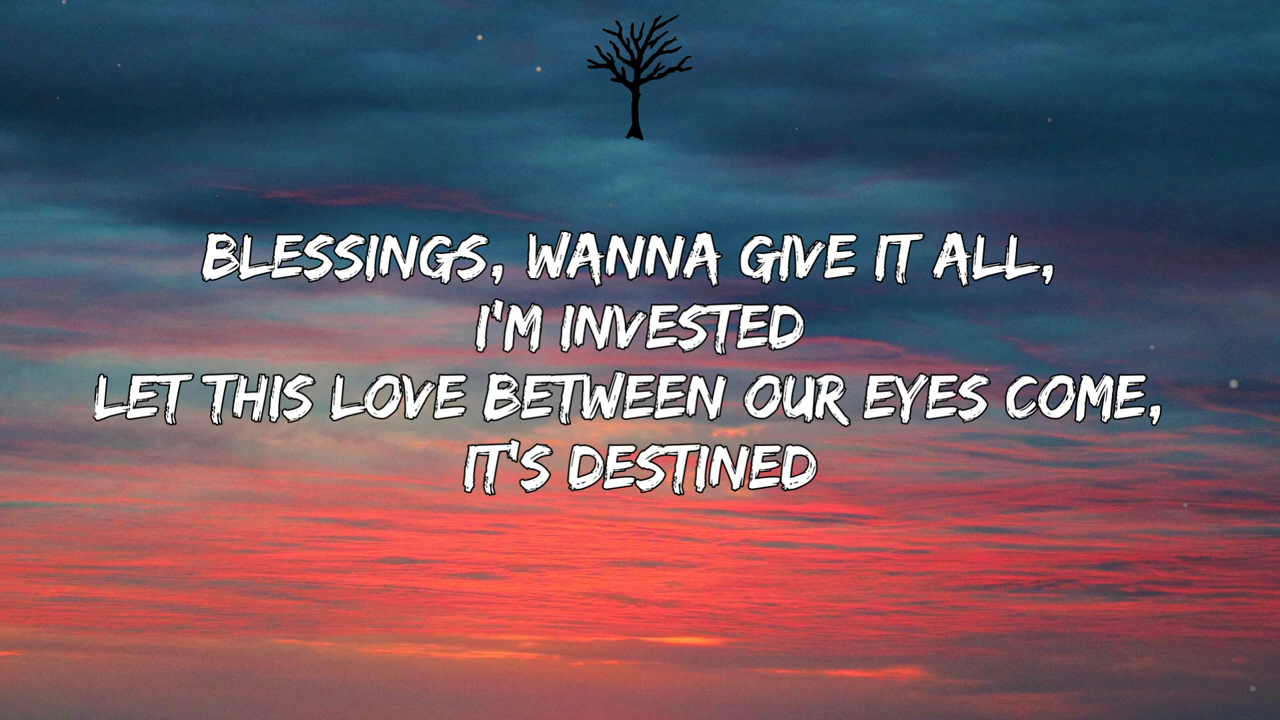 BLESSINGS, WANNA GIVE IT ALL,
I'M INVESTED
LET THIS LOVE BETWEEN OUR EYES COME,
IT'S DESTINED